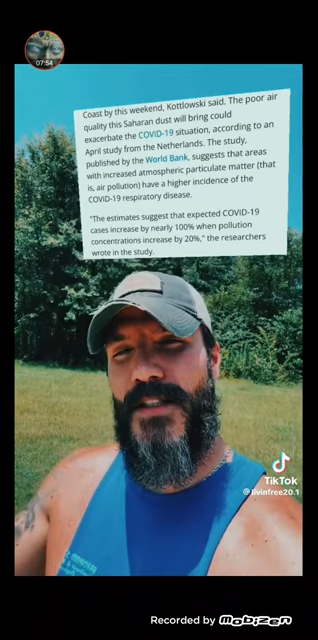 07:54
Coast by this weekend, Kottlowski said. The poor air
quality this Saharan dust will bring could
exacerbate the COVID-19 situation, according to an
April study from the Netherlands. The study,
published by the World Bank, suggests that areas
with increased atmospheric particulate matter (that
is, air pollution) have a higher incidence of the
COVID-19 respiratory disease.
"The estimates suggest that expected COVID-19
cases increase by nearly 100% when pollution
concentrations increase by 20%," the researchers
wrote in the study.
TikTok
@livinfree20.1
Recorded by Mobizen